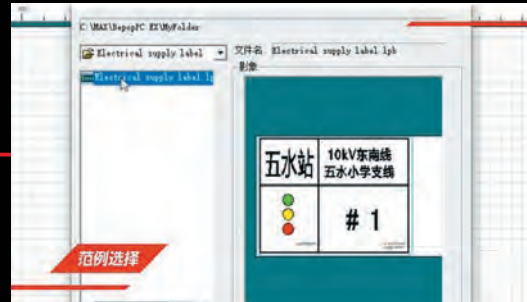 C:\MAX\BepopPC EX\MyFolder
Electrical supply label
文件名 Electrical supply label lpb
影象
Electrical supply label lp
五水站
10kV东南线
五水小学支线
# 1
范例选择